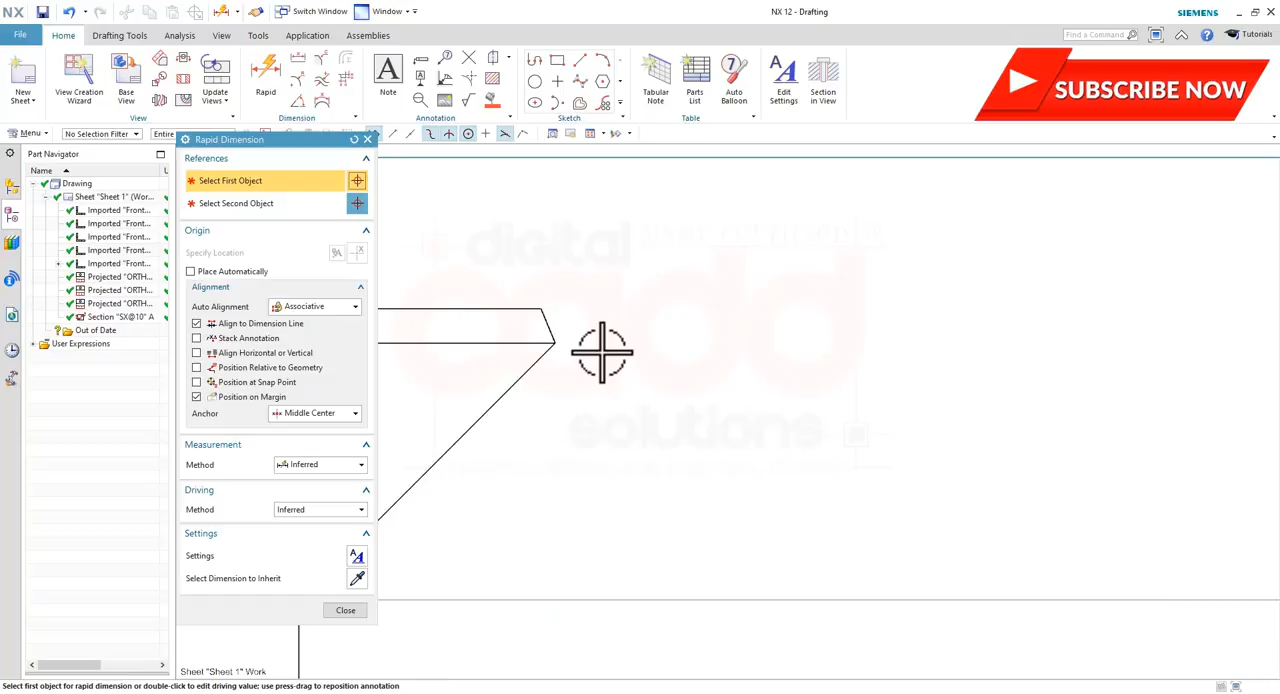 NX
Switch Window
Window
NX 12 - Drafting
SIEMENS
File
Home
Drafting Tools
Analysis
View
Tools
Application
Assemblies
Find a Command
Tutorials
New
Sheet
View Creation
Wizard
Base
View
Update
Views
View
Rapid
Dimension
A
Note
Annotation
Sketch
Tabular
Note
Parts
List
7
Auto
Balloon
Table
Edit
Settings
Section
in View
SUBSCRIBE NOW
Menu
No Selection Filter
Entire
Part Navigator
Name
Drawing
Sheet "Sheet 1" (Wor...
Imported "Front...
Imported "Front...
Imported "Front...
Imported "Front...
Imported "Front...
Projected "ORTH...
Projected "ORTH...
Projected "ORTH...
Section "SX@10" A
Out of Date
User Expressions
Rapid Dimension
References
Select First Object
Select Second Object
Origin
Specify Location
Place Automatically
Alignment
Auto Alignment
Associative
Align to Dimension Line
Stack Annotation
Align Horizontal or Vertical
Position Relative to Geometry
Position at Snap Point
Position on Margin
Anchor
Middle Center
Measurement
Method
Inferred
Driving
Method
Inferred
Settings
Settings
Select Dimension to Inherit
Close
digital
cadd
solutions
Sheet "Sheet 1" Work
Select first object for rapid dimension or double-click to edit driving value; use press-drag to reposition annotation